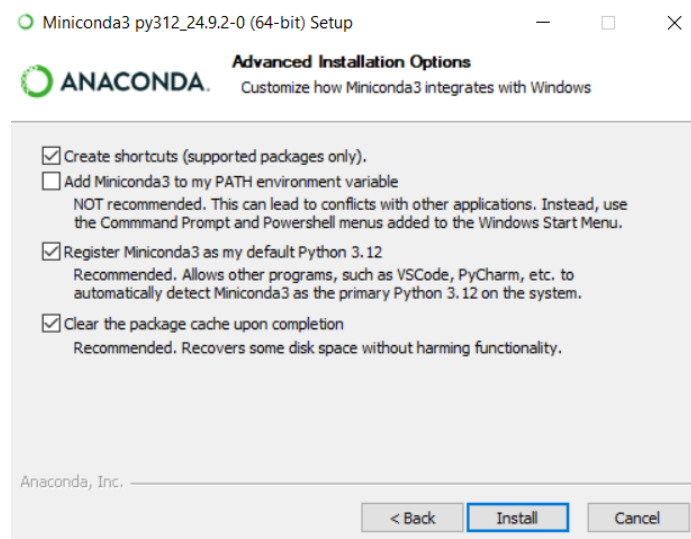 Miniconda3 py312_24.9.2-0 (64-bit) Setup
ANACONDA.
Advanced Installation Options
Customize how Miniconda3 integrates with Windows
Create shortcuts (supported packages only).
Add Miniconda3 to my PATH environment variable
NOT recommended. This can lead to conflicts with other applications. Instead, use
the Commmand Prompt and Powershell menus added to the Windows Start Menu.
Register Miniconda3 as my default Python 3.12
Recommended. Allows other programs, such as VSCode, PyCharm, etc. to
automatically detect Miniconda3 as the primary Python 3.12 on the system.
Clear the package cache upon completion
Recommended. Recovers some disk space without harming functionality.
Anaconda, Inc.
< Back
Install
Cancel